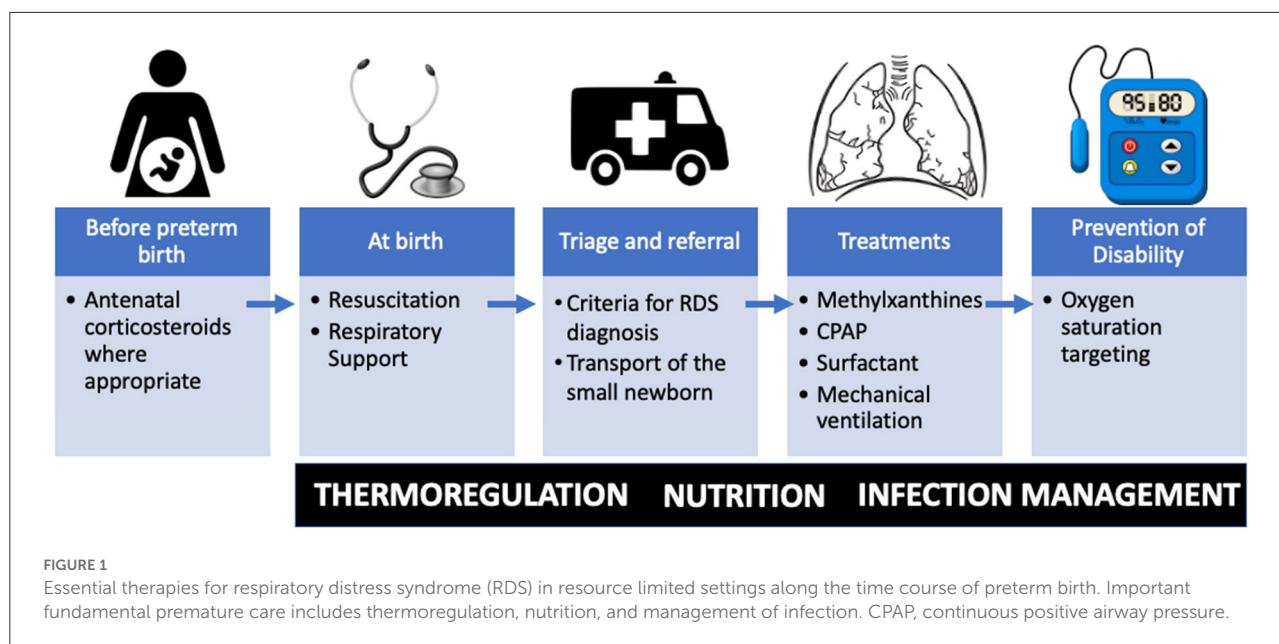 95 80
%SpO₂ ♥/min
Before preterm
birth
• Antenatal
corticosteroids
where
appropriate
At birth
• Resuscitation
• Respiratory
Support
Triage and referral
• Criteria for RDS
diagnosis
• Transport of the
small newborn
Treatments
• Methylxanthines
• CPAP
• Surfactant
• Mechanical
ventilation
Prevention of
Disability
• Oxygen
saturation
targeting
THERMOREGULATION NUTRITION INFECTION MANAGEMENT
FIGURE 1
Essential therapies for respiratory distress syndrome (RDS) in resource limited settings along the time course of preterm birth. Important
fundamental premature care includes thermoregulation, nutrition, and management of infection. CPAP, continuous positive airway pressure.